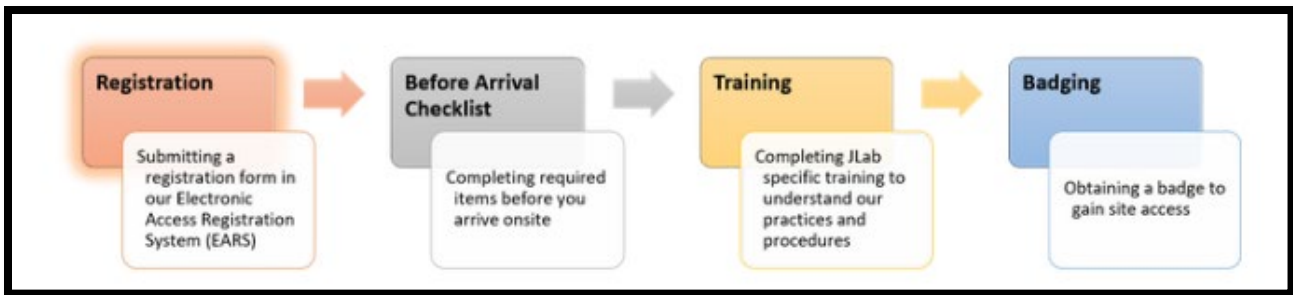 Registration
Submitting a
registration form in
our Electronic
Access Registration
System (EARS)
Before Arrival
Checklist
Completing required
items before you
arrive onsite
Training
Completing JLab
specific training to
understand our
practices and
procedures
Badging
Obtaining a badge to
gain site access